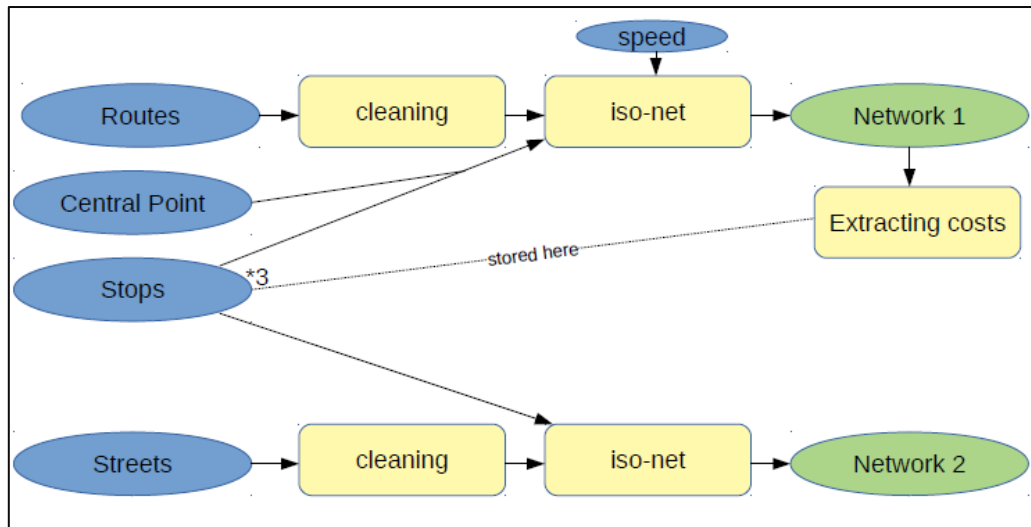 speed
Routes
cleaning
iso-net
Network 1
Central Point
Extracting costs
stored here
*3
Stops
Streets
cleaning
iso-net
Network 2